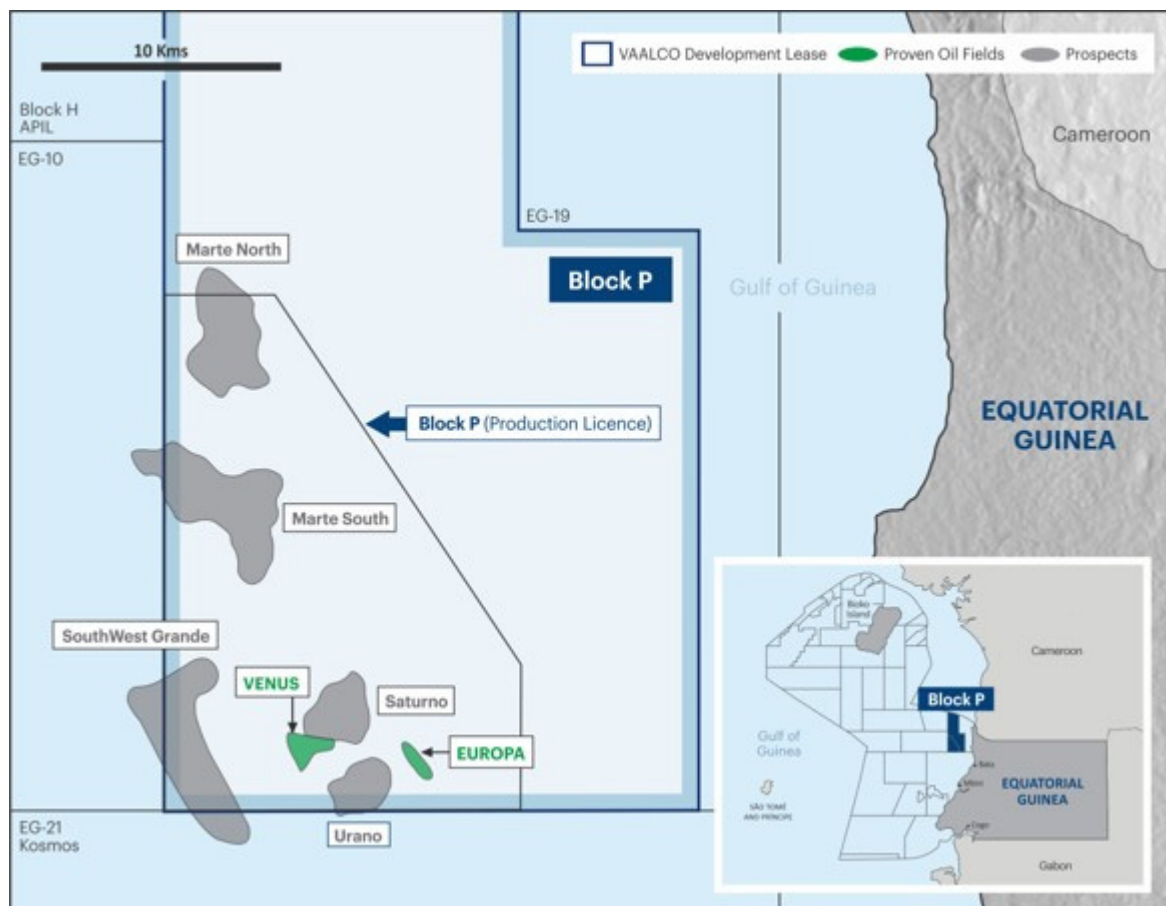 10 Kms
VAALCO Development Lease
Proven Oil Fields
Prospects
Block H
APIL
EG-10
Cameroon
EG-19
Marte North
Block P
Gulf of Guinea
Block P (Production Licence)
EQUATORIAL
GUINEA
Marte South
SouthWest Grande
VENUS
Saturno
EUROPA
Urano
EG-21
Kosmos
Bioko
Island
Cameroon
Block P
Gulf of
Guinea
Bata
EQUATORIAL
GUINEA
SÃO TOMÉ
AND PRÍNCIPE
Gabon